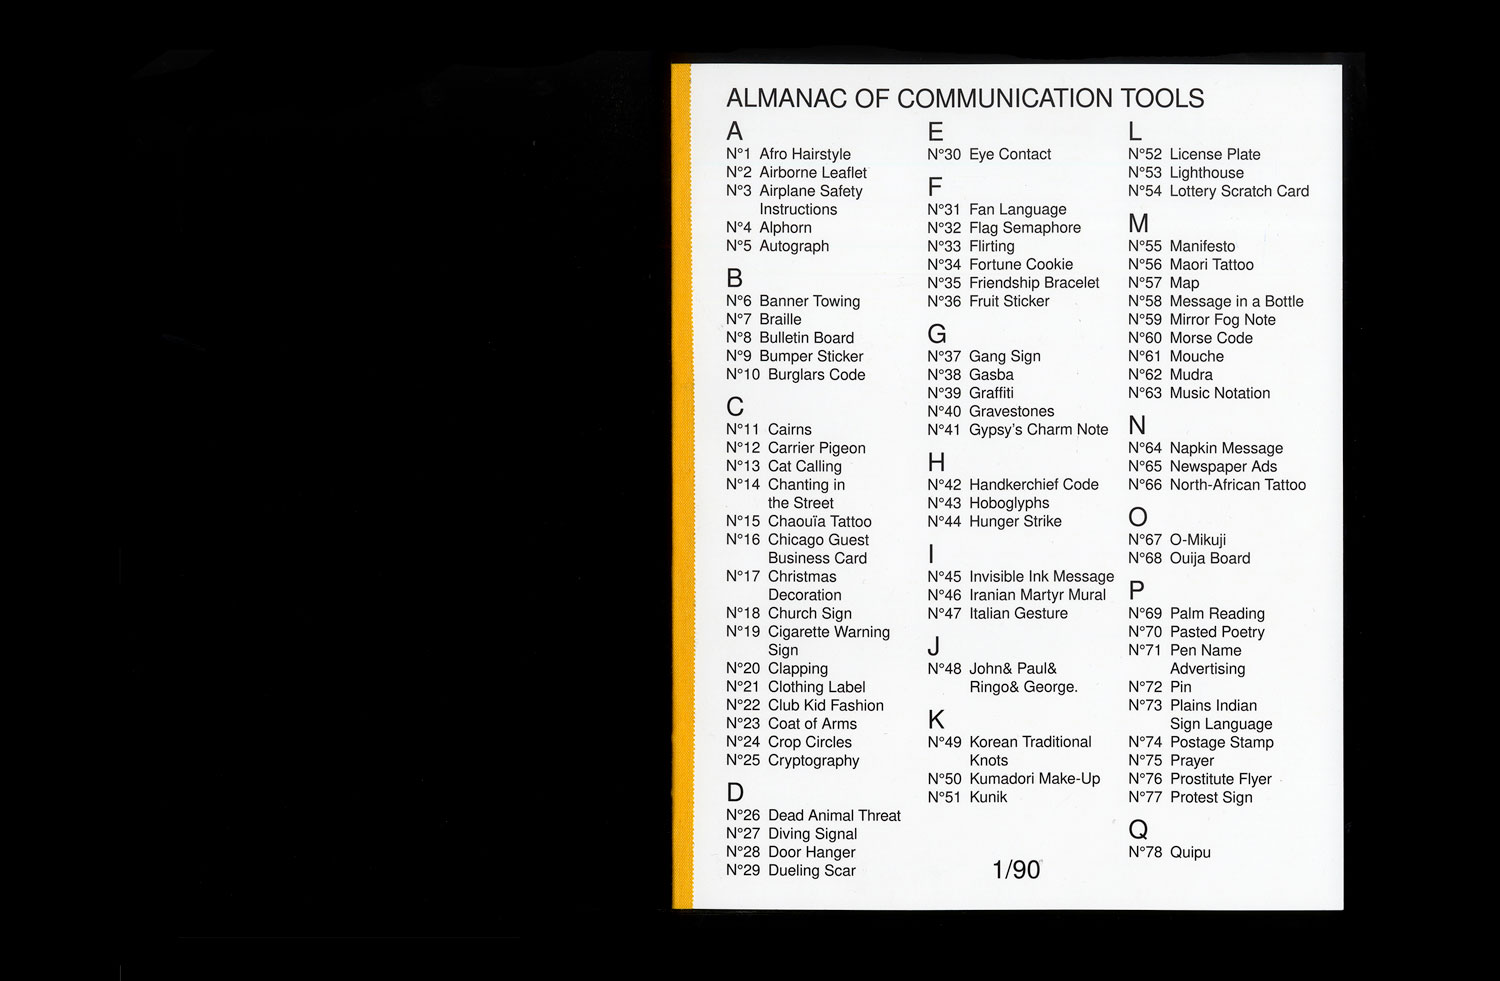 ALMANAC OF COMMUNICATION TOOLS
A
N°1 Afro Hairstyle
N°2 Airborne Leaflet
N°3 Airplane Safety
Instructions
N°4 Alphorn
N°5 Autograph
B
N°6 Banner Towing
N°7 Braille
N°8 Bulletin Board
N°9 Bumper Sticker
N°10 Burglars Code
C
N°11 Cairns
N°12 Carrier Pigeon
N°13 Cat Calling
N°14 Chanting in
the Street
N°15 Chaouïa Tattoo
N°16 Chicago Guest
Business Card
N°17 Christmas
Decoration
N°18 Church Sign
N°19 Cigarette Warning
Sign
N°20 Clapping
N°21 Clothing Label
N°22 Club Kid Fashion
N°23 Coat of Arms
N°24 Crop Circles
N°25 Cryptography
D
N°26 Dead Animal Threat
N°27 Diving Signal
N°28 Door Hanger
N°29 Dueling Scar
E
N°30 Eye Contact
F
N°31 Fan Language
N°32 Flag Semaphore
N°33 Flirting
N°34 Fortune Cookie
N°35 Friendship Bracelet
N°36 Fruit Sticker
G
N°37 Gang Sign
N°38 Gasba
N°39 Graffiti
N°40 Gravestones
N°41 Gypsy's Charm Note
H
N°42 Handkerchief Code
N°43 Hoboglyphs
N°44 Hunger Strike
I
N°45 Invisible Ink Message
N°46 Iranian Martyr Mural
N°47 Italian Gesture
J
N°48 John& Paul&
Ringo& George.
K
N°49 Korean Traditional
Knots
N°50 Kumadori Make-Up
N°51 Kunik
L
N°52 License Plate
N°53 Lighthouse
N°54 Lottery Scratch Card
M
N°55 Manifesto
N°56 Maori Tattoo
N°57 Map
N°58 Message in a Bottle
N°59 Mirror Fog Note
N°60 Morse Code
N°61 Mouche
N°62 Mudra
N°63 Music Notation
N
N°64 Napkin Message
N°65 Newspaper Ads
N°66 North-African Tattoo
O
N°67 O-Mikuji
N°68 Ouija Board
P
N°69 Palm Reading
N°70 Pasted Poetry
N°71 Pen Name
Advertising
N°72 Pin
N°73 Plains Indian
Sign Language
N°74 Postage Stamp
N°75 Prayer
N°76 Prostitute Flyer
N°77 Protest Sign
Q
N°78 Quipu
1/90